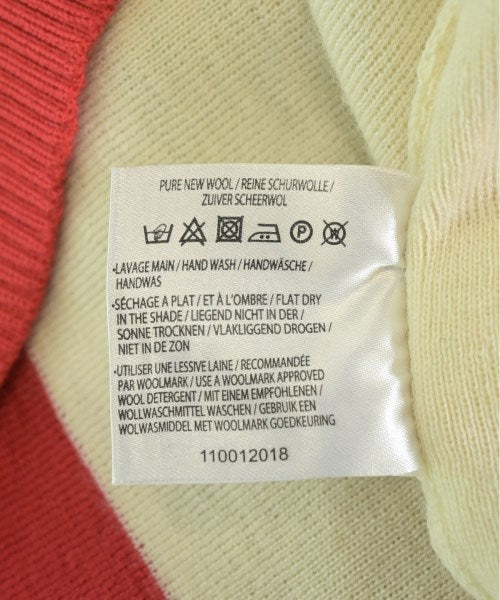 PURE NEW WOOL / REINE SCHURWOLLE /
ZUIVER SCHEERWOL
P W
•LAVAGE MAIN / HAND WASH / HANDWÄSCHE /
HANDWAS
•SÉCHAGE A PLAT / ET À L'OMBRE / FLAT DRY
IN THE SHADE / LIEGEND NICHT IN DER /
SONNE TROCKNEN / VLAKLIGGEND DROGEN /
NIET IN DE ZON
•UTILISER UNE LESSIVE LAINE / RECOMMANDÉE
PAR WOOLMARK / USE A WOOLMARK APPROVED
WOOL DETERGENT / MIT EINEM EMPFOHLENEN /
WOLLWASCHMITTEL WASCHEN / GEBRUIK EEN
WOLWASMIDDEL MET WOOLMARK GOEDKEURING
110012018